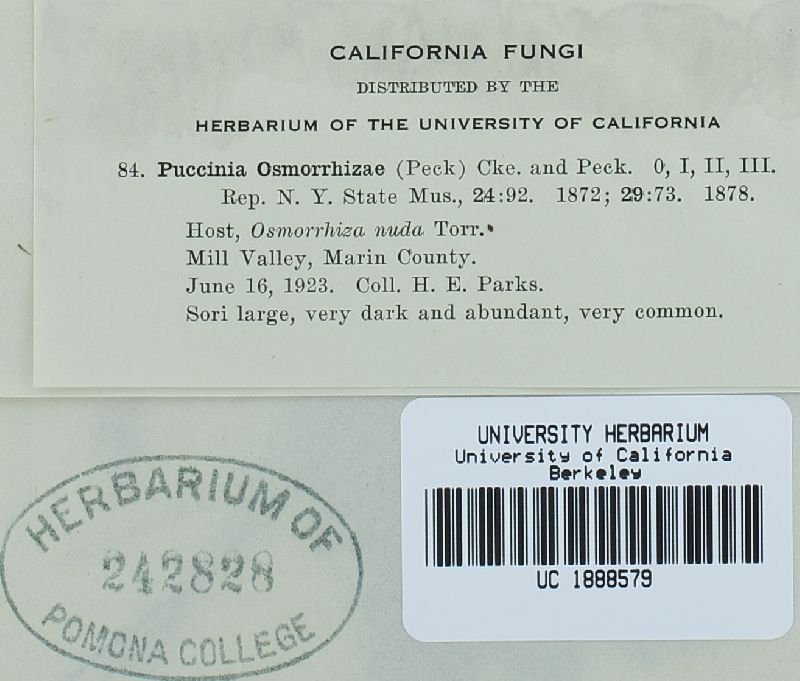 CALIFORNIA FUNGI
DISTRIBUTED BY THE
HERBARIUM OF THE UNIVERSITY OF CALIFORNIA
84. Puccinia Osmorrhizae (Peck) Cke. and Peck. 0, I, II, III.
Rep. N. Y. State Mus., 24:92. 1872; 29:73. 1878.
Host, Osmorrhiza nuda Torr.
Mill Valley, Marin County.
June 16, 1923. Coll. H. E. Parks.
Sori large, very dark and abundant, very common.
UNIVERSITY HERBARIUM
University of California
Berkeley
UC 1888579
HERBARIUM OF
242828
POMONA COLLEGE